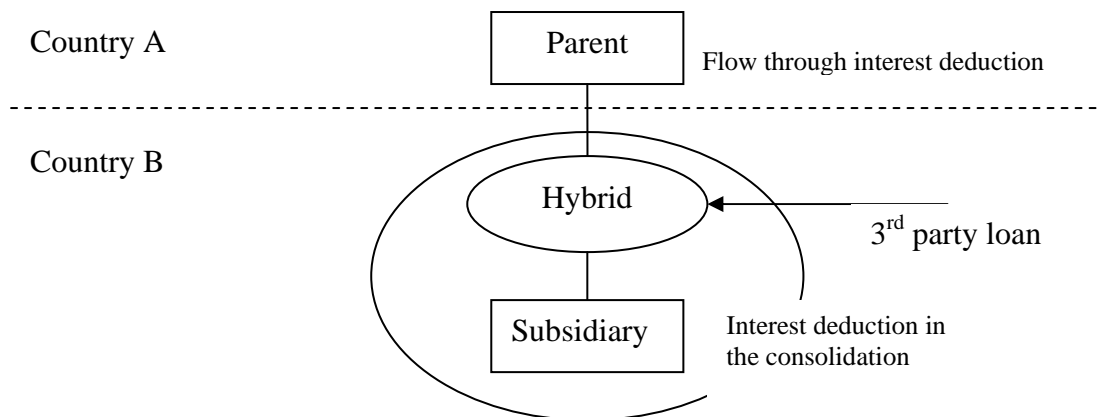 Country A
Parent
Flow through interest deduction
Country B
Hybrid
3rd party loan
Subsidiary
Interest deduction in
the consolidation